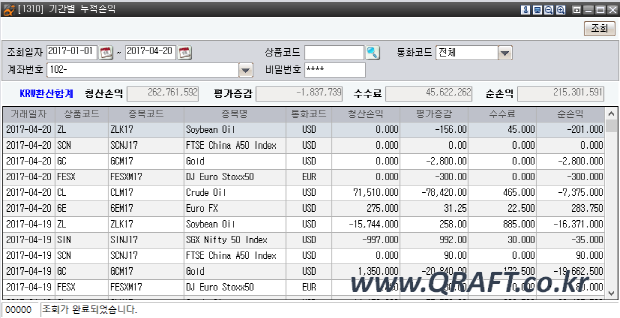 [1310] 기간별 누적손익
조회
조회일자 2017-01-01 ~ 2017-04-20 상품코드 통화코드 전체
계좌번호 102- 비밀번호 ****
KRW환산합계 청산손익 262,761,592 평가증감 -1,837,739 수수료 45,622,262 순손익 215,301,591
거래일자 상품코드 종목코드 종목명 통화코드 청산손익 평가증감 수수료 순손익
2017-04-20 ZL ZLK17 Soybean Oil USD 0.000 -156.00 45.000 -201.000
2017-04-20 SCN SCNJ17 FTSE China A50 Index USD 0.000 0.00 0.000 0.000
2017-04-20 GC GCM17 Gold USD 0.000 -2,800.00 0.000 -2,800.000
2017-04-20 FESX FESXM17 DJ Euro Stoxx50 EUR 0.000 -300.00 0.000 -300.000
2017-04-20 CL CLM17 Crude Oil USD 71,510.000 -78,420.00 465.000 -7,375.000
2017-04-20 6E 6EM17 Euro FX USD 275.000 31.25 22.500 283.750
2017-04-19 ZL ZLK17 Soybean Oil USD -15,744.000 258.00 885.000 -16,371.000
2017-04-19 SIN SINJ17 SGX Nifty 50 Index USD -997.000 992.00 30.000 -35.000
2017-04-19 SCN SCNJ17 FTSE China A50 Index USD 0.000 90.00 0.000 90.000
2017-04-19 GC GCM17 Gold USD 1,350.000 -20,840.00 172.500 -19,662.500
2017-04-19 FESX FESXM17 DJ Euro Stoxx50 EUR
www.QRAFT.co.kr
00000 조회가 완료되었습니다.